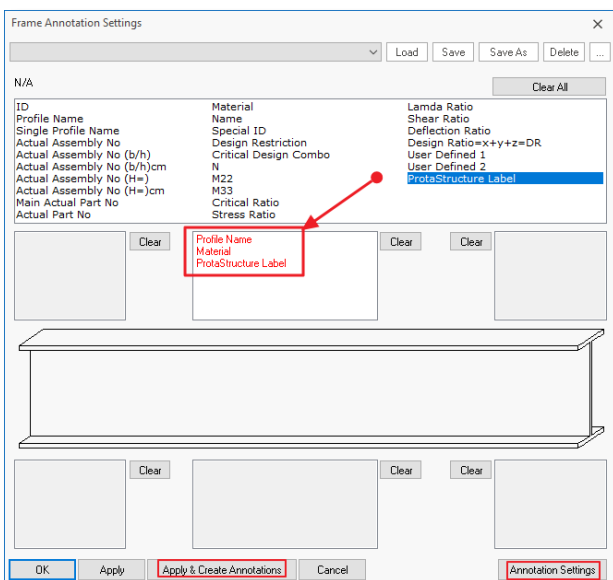 Frame Annotation Settings
Load Save Save As Delete ...
N/A
Clear All
ID Material Lamda Ratio
Profile Name Name Shear Ratio
Single Profile Name Special ID Deflection Ratio
Actual Assembly No Design Restriction Design Ratio=x+y+z=DR
Actual Assembly No (b/h) Critical Design Combo User Defined 1
Actual Assembly No (b/h)cm N User Defined 2
Actual Assembly No (H=) M22 ProtaStructure Label
Actual Assembly No (H=)cm M33
Main Actual Part No Critical Ratio
Actual Part No Stress Ratio
Clear Profile Name Clear Clear
Material
ProtaStructure Label
Clear Clear Clear
OK Apply Apply & Create Annotations Cancel Annotation Settings